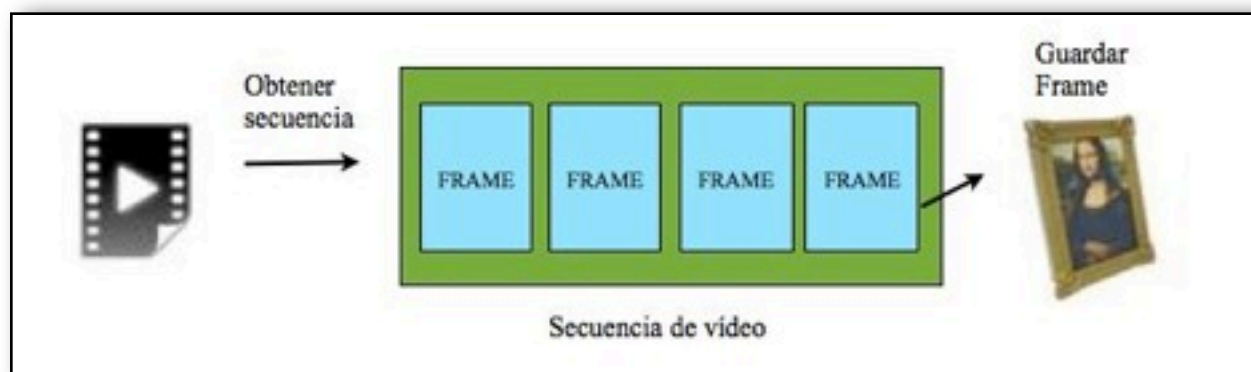 Obtener
secuencia
FRAME FRAME FRAME FRAME
Secuencia de vídeo
Guardar
Frame